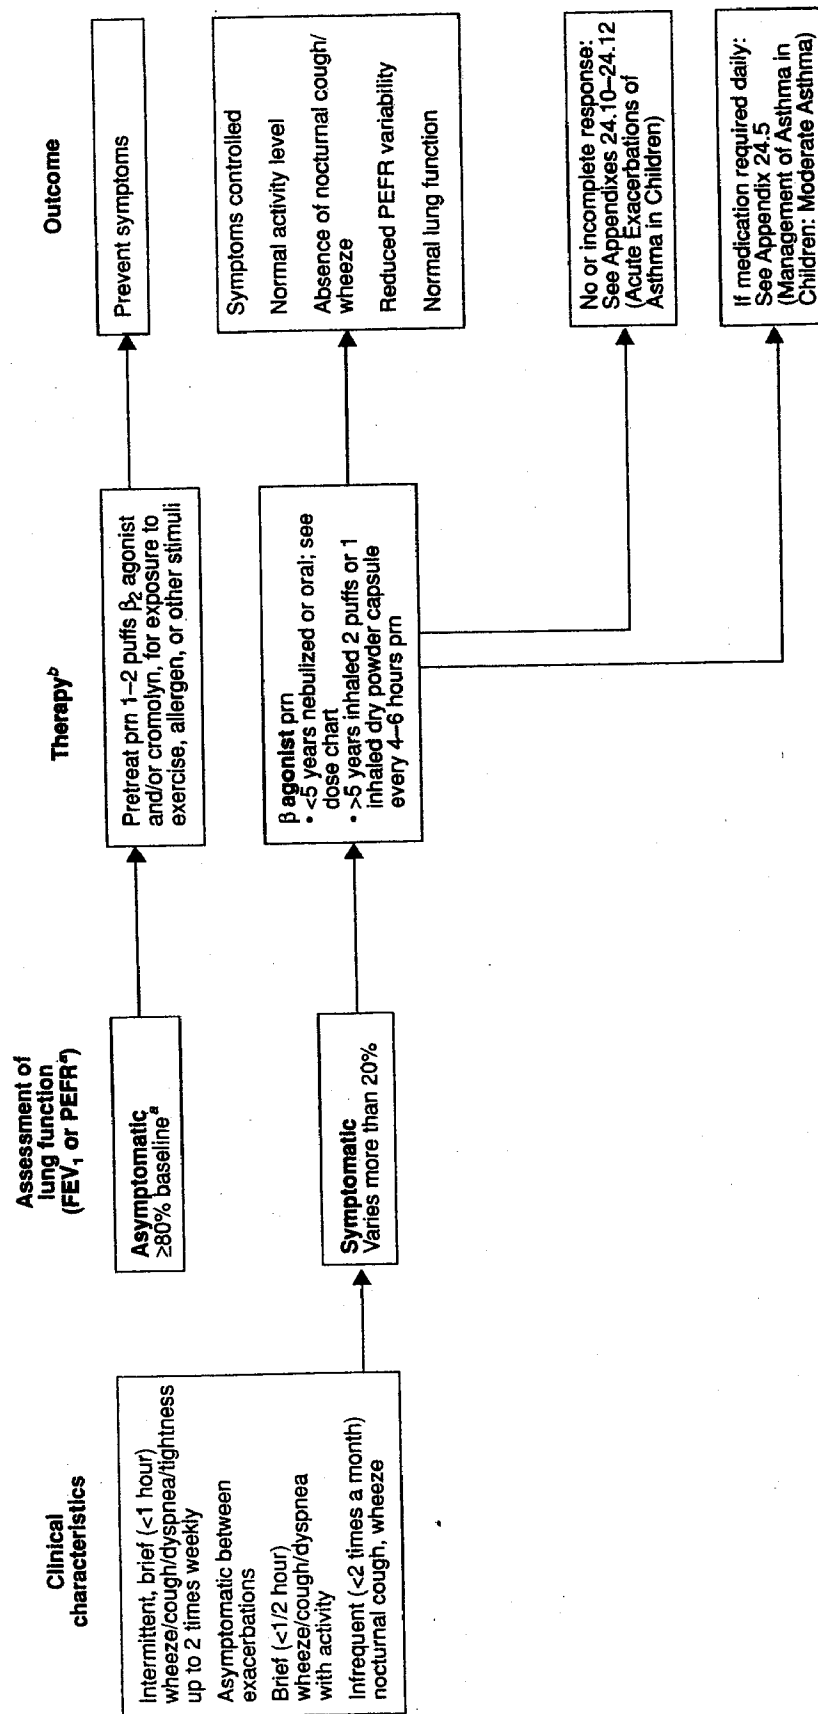 Clinical
characteristics
Intermittent, brief (<1 hour)
wheeze/cough/dyspnea/tightness
up to 2 times weekly
Asymptomatic between
exacerbations
Brief (<1/2 hour)
wheeze/cough/dyspnea
with activity
Infrequent (<2 times a month)
nocturnal cough, wheeze
Assessment of
lung function
(FEV₁ or PEFRᵃ)
Asymptomatic
≥80% baselineᵃ
Symptomatic
Varies more than 20%
Therapyᵇ
Pretreat prn 1–2 puffs β₂ agonist
and/or cromolyn, for exposure to
exercise, allergen, or other stimuli
β agonist prn
• <5 years nebulized or oral; see
dose chart
• >5 years inhaled 2 puffs or 1
inhaled dry powder capsule
every 4–6 hours prn
Outcome
Prevent symptoms
Symptoms controlled
Normal activity level
Absence of nocturnal cough/
wheeze
Reduced PEFR variability
Normal lung function
No or incomplete response:
See Appendixes 24.10–24.12
(Acute Exacerbations of
Asthma in Children)
If medication required daily:
See Appendix 24.5
(Management of Asthma in
Children: Moderate Asthma)